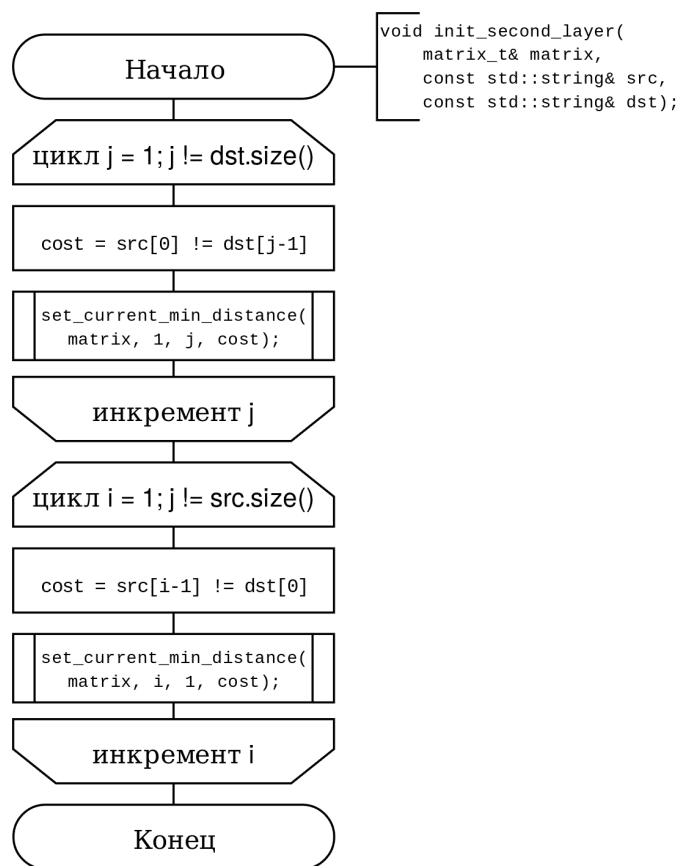 void init_second_layer(
matrix_t& matrix,
const std::string& src,
const std::string& dst);
Начало
цикл j = 1; j != dst.size()
cost = src[0] != dst[j-1]
set_current_min_distance(
matrix, 1, j, cost);
инкремент j
цикл i = 1; j != src.size()
cost = src[i-1] != dst[0]
set_current_min_distance(
matrix, i, 1, cost);
инкремент i
Конец